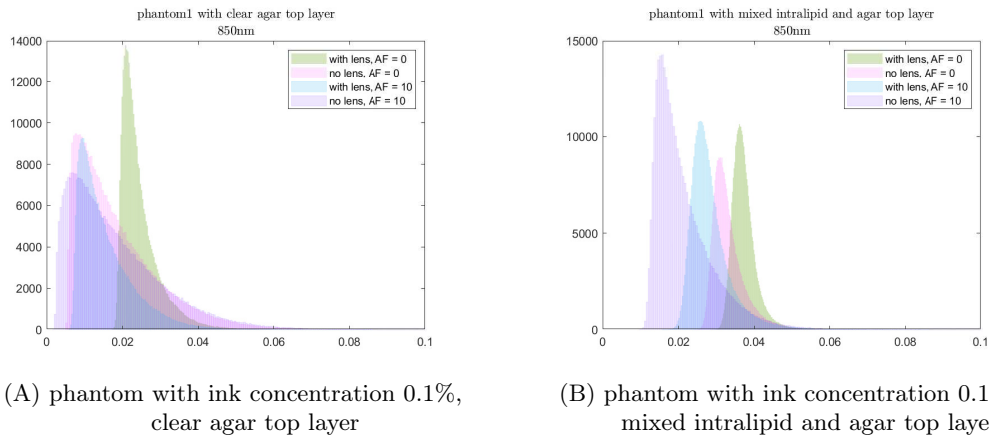 phantom1 with clear agar top layer
850nm
14000
12000
10000
8000
6000
4000
2000
0
0 0.02 0.04 0.06 0.08 0.1
with lens, AF = 0
no lens. AF = 0
with lens, AF = 10
no lens, AF = 10
(A) phantom with ink concentration 0.1%,
clear agar top layer
phantom1 with mixed intralipid and agar top layer
850nm
15000
10000
5000
0
0 0.02 0.04 0.06 0.08 0.1
with lens, AF = 0
no lens. AF = 0
with lens, AF = 10
no lens, AF = 10
(B) phantom with ink concentration 0.1
mixed intralipid and agar top laye